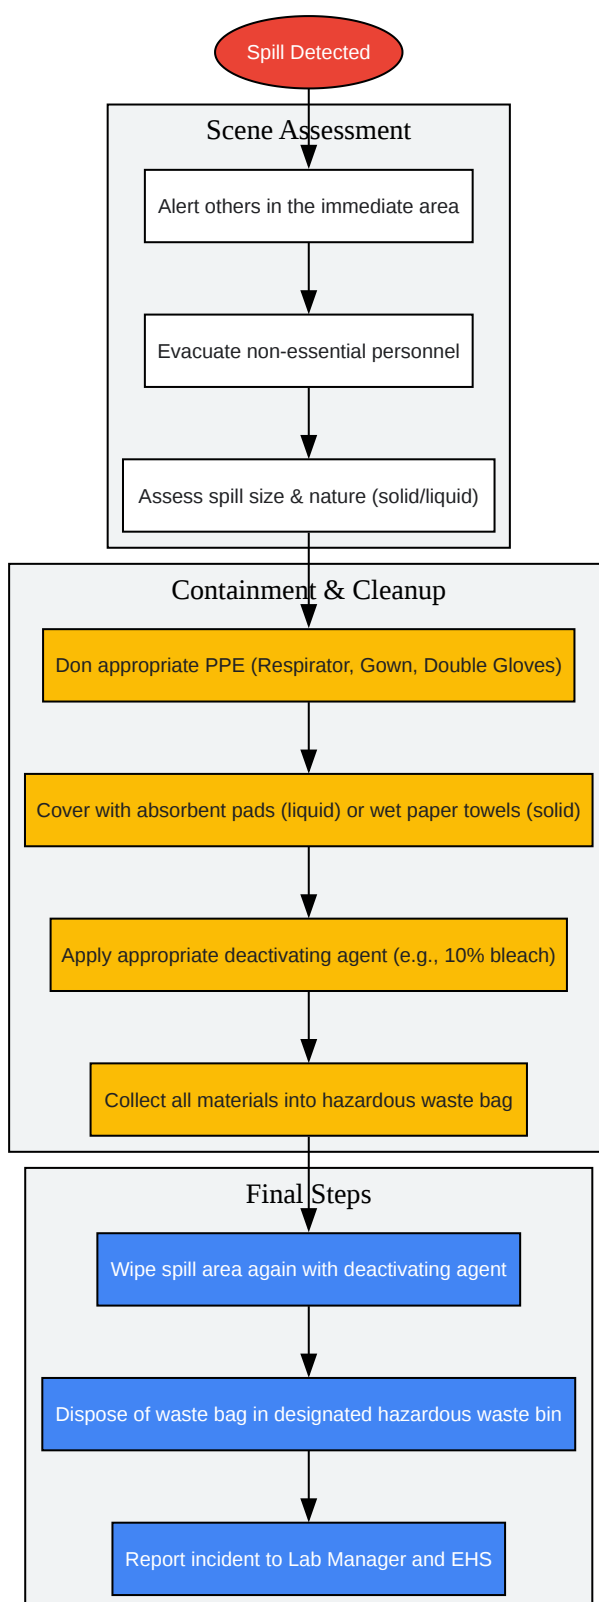 Spill Detected
Scene Assessment
Alert others in the immediate area
Evacuate non-essential personnel
Assess spill size & nature (solid/liquid)
Containment & Cleanup
Don appropriate PPE (Respirator, Gown, Double Gloves)
Cover with absorbent pads (liquid) or wet paper towels (solid)
Apply appropriate deactivating agent (e.g., 10% bleach)
Collect all materials into hazardous waste bag
Final Steps
Wipe spill area again with deactivating agent
Dispose of waste bag in designated hazardous waste bin
Report incident to Lab Manager and EHS